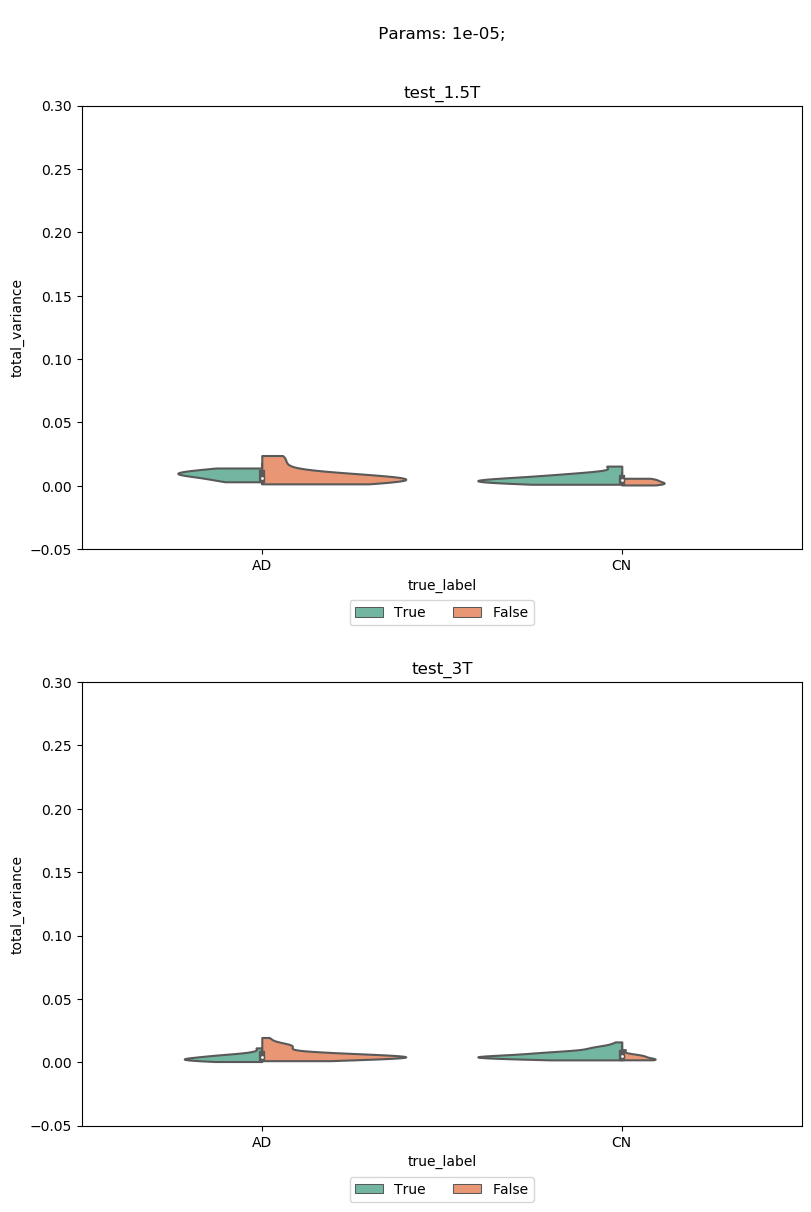 Params: 1e-05;
test_1.5T
0.30
0.25
0.20
0.15
0.10
0.05
0.00
−0.05
total_variance
AD CN
true_label
True False
test_3T
0.30
0.25
0.20
0.15
0.10
0.05
0.00
−0.05
total_variance
AD CN
true_label
True False